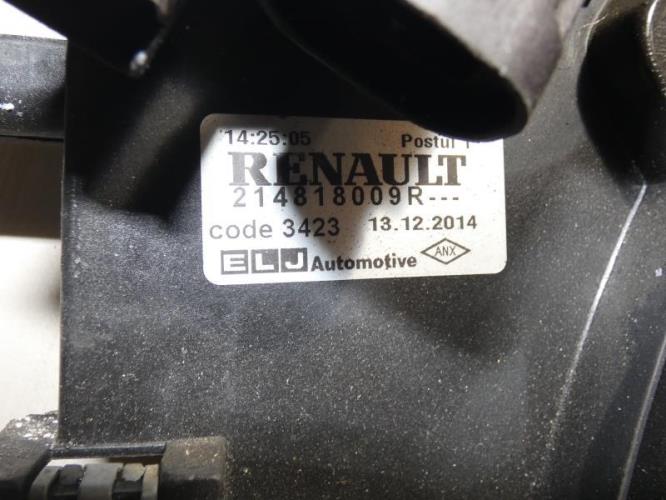 14:25:05 Postul 1
RENAULT
214818009R---
code 3423 13.12.2014
ELJ Automotive ANX